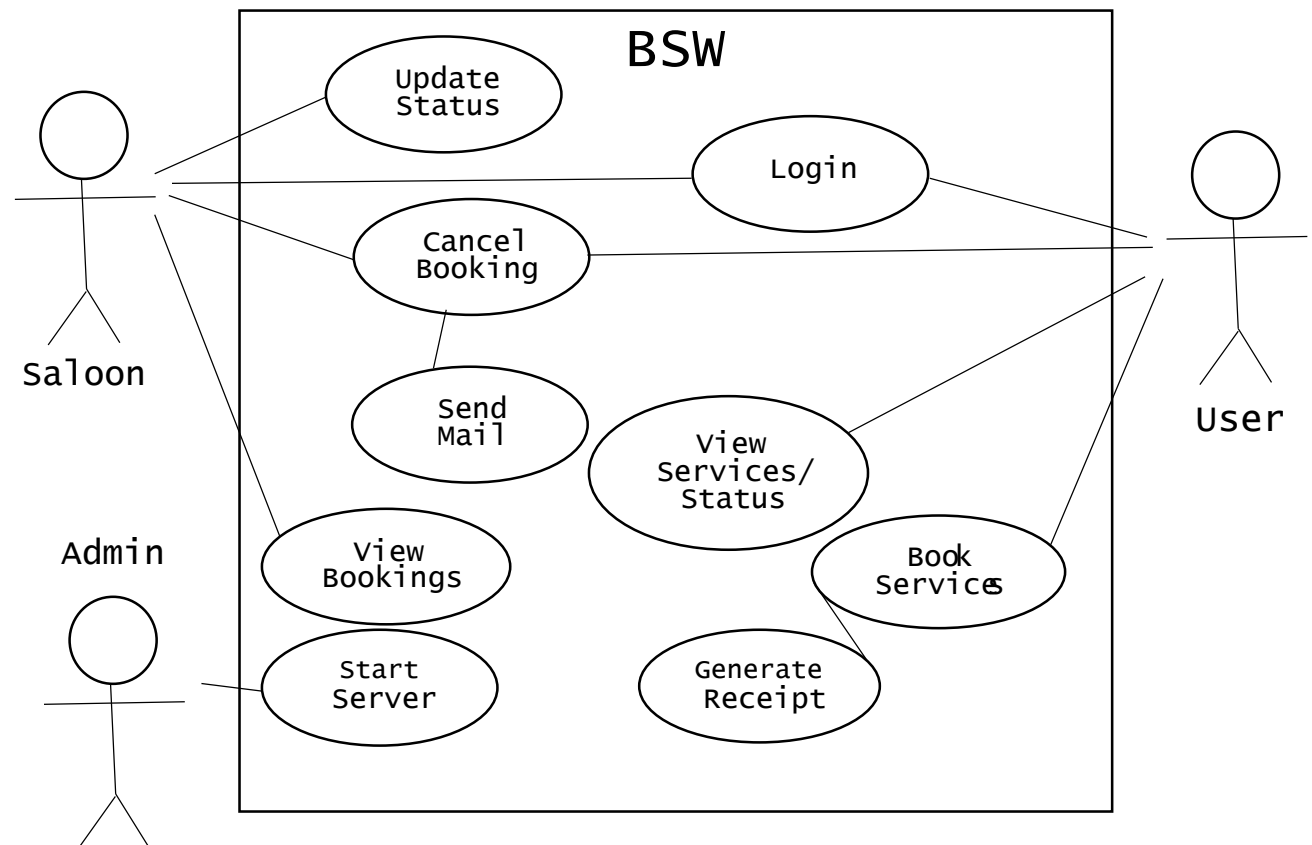 BSW
Update
Status
Login
Cancel
Booking
Saloon
Send
Mail
User
View
Services/
Status
Admin
View
Bookings
Book
Services
Start
Server
Generate
Receipt